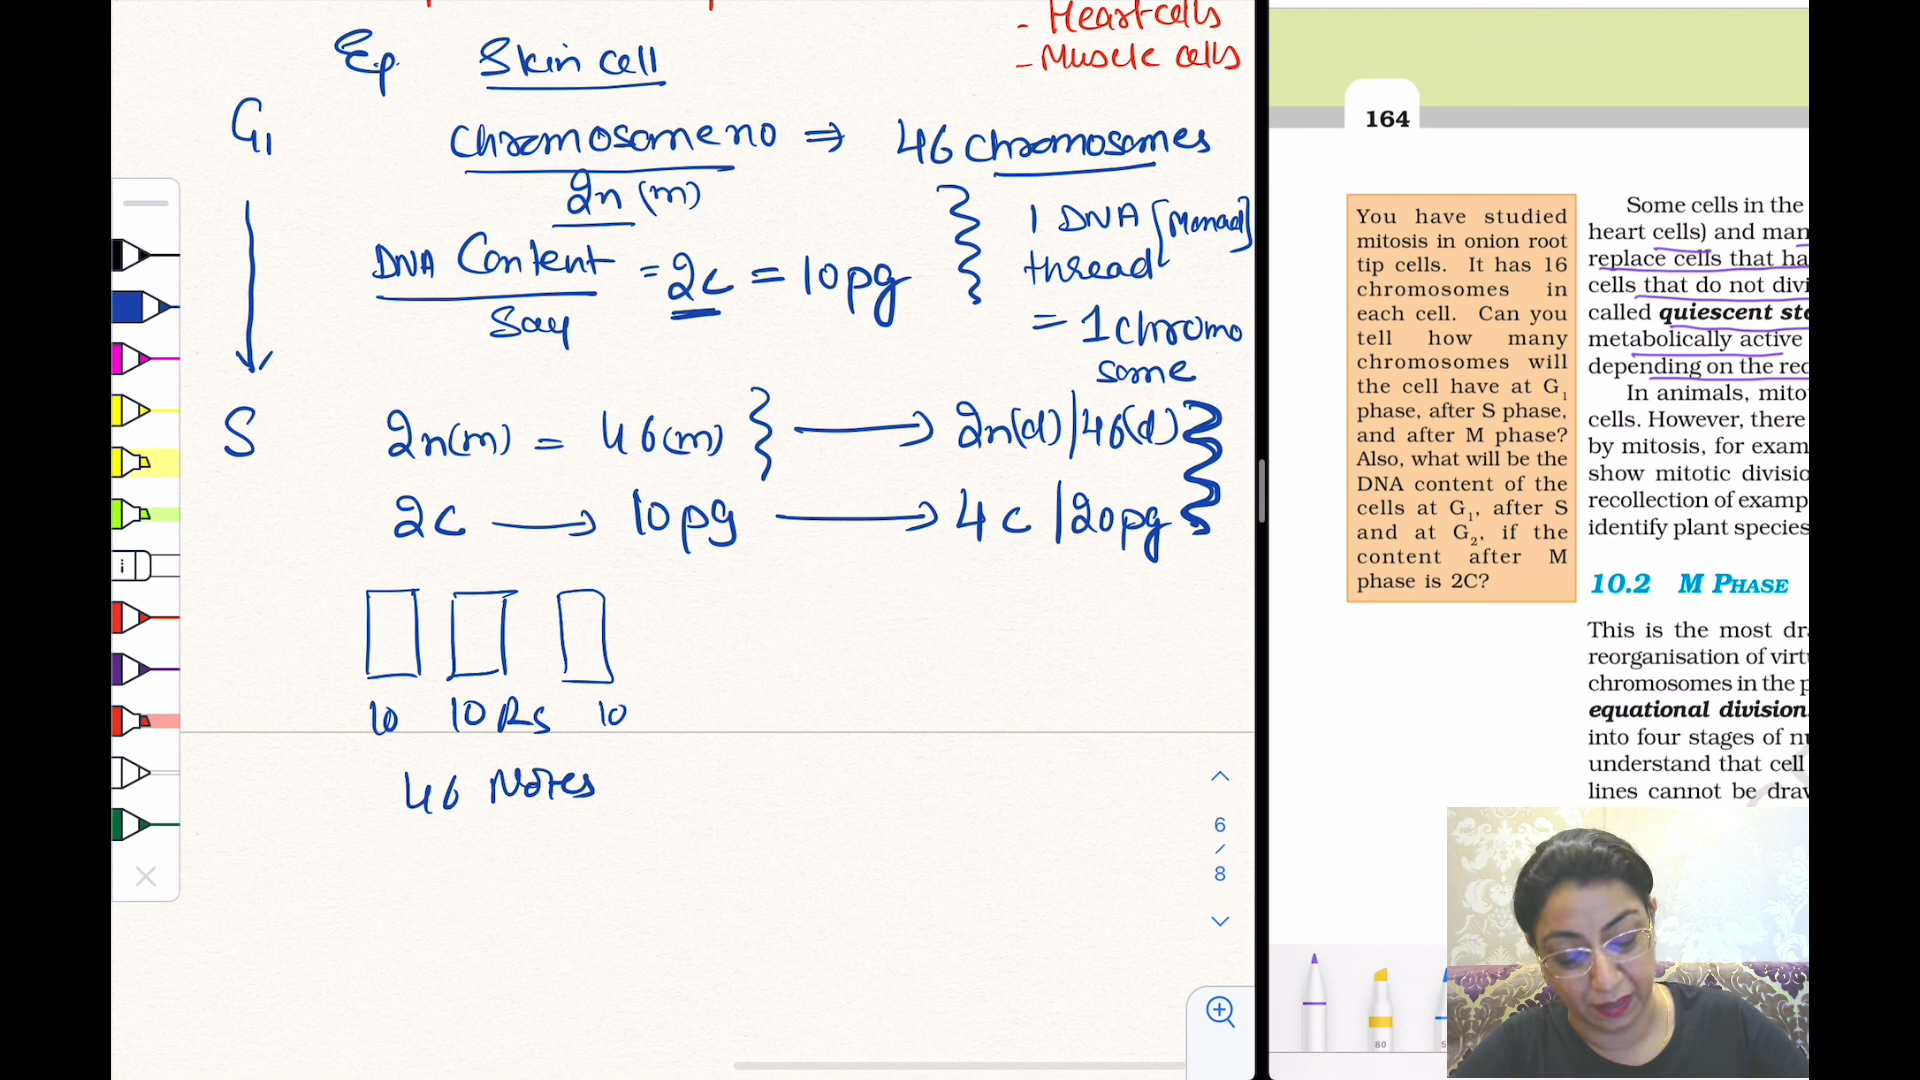 - Heart cells
- Muscle cells
Eg. Skin cell
G1
Chromosome no ⇒ 46 chromosomes
2n (m)
DNA Content = 2c = 10pg
Say
1 DNA [Monad]
thread
= 1 chromo
some
S
2n(m) = 46(m) → 2n(d)/46(d)
2c → 10pg → 4c /20pg
10 10 Rs 10
46 Notes
6
/
8
164
You have studied
mitosis in onion root
tip cells. It has 16
chromosomes in
each cell. Can you
tell how many
chromosomes will
the cell have at G1
phase, after S phase,
and after M phase?
Also, what will be the
DNA content of the
cells at G1, after S
and at G2, if the
content after M
phase is 2C?
Some cells in the
heart cells) and man
replace cells that ha
cells that do not divi
called quiescent sta
metabolically active
depending on the req
In animals, mito
cells. However, there
by mitosis, for exam
show mitotic divisio
recollection of examp
identify plant species
10.2 M PHASE
This is the most dra
reorganisation of virtu
chromosomes in the p
equational division.
into four stages of nu
understand that cell
lines cannot be draw
80